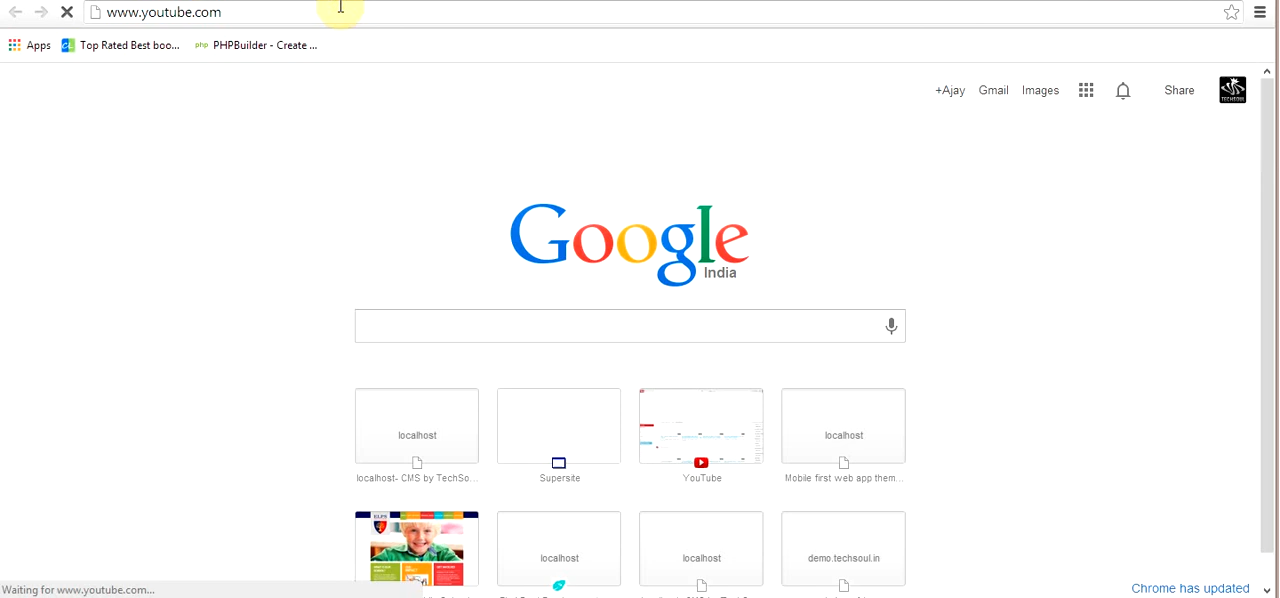 www.youtube.com
Apps Top Rated Best boo... php PHPBuilder - Create ...
+Ajay Gmail Images Share
TECHSOUL
Google
India
localhost localhost
localhost- CMS by TechSo... Supersite YouTube Mobile first web app them...
localhost localhost demo.techsoul.in
Waiting for www.youtube.com...
Chrome has updated